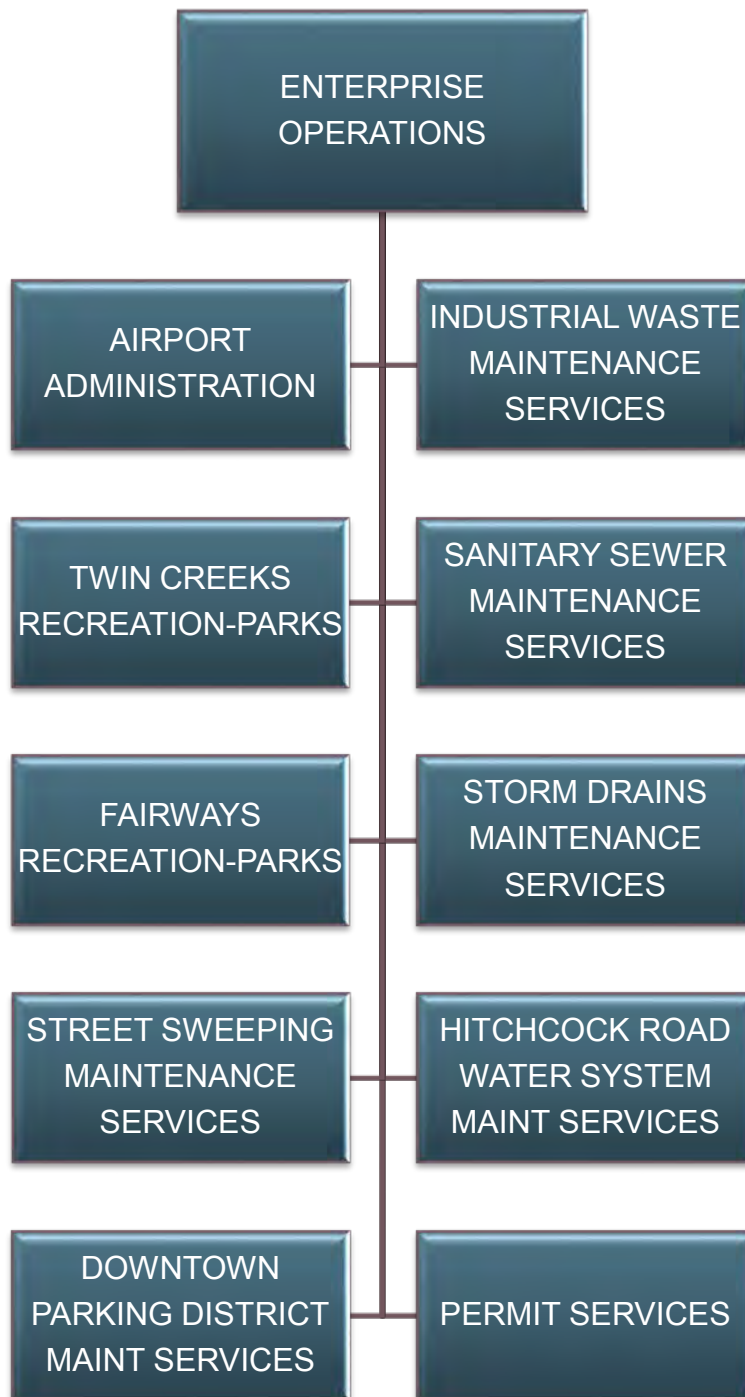 ENTERPRISE
OPERATIONS
AIRPORT
ADMINISTRATION
INDUSTRIAL WASTE
MAINTENANCE
SERVICES
TWIN CREEKS
RECREATION-PARKS
SANITARY SEWER
MAINTENANCE
SERVICES
FAIRWAYS
RECREATION-PARKS
STORM DRAINS
MAINTENANCE
SERVICES
STREET SWEEPING
MAINTENANCE
SERVICES
HITCHCOCK ROAD
WATER SYSTEM
MAINT SERVICES
DOWNTOWN
PARKING DISTRICT
MAINT SERVICES
PERMIT SERVICES